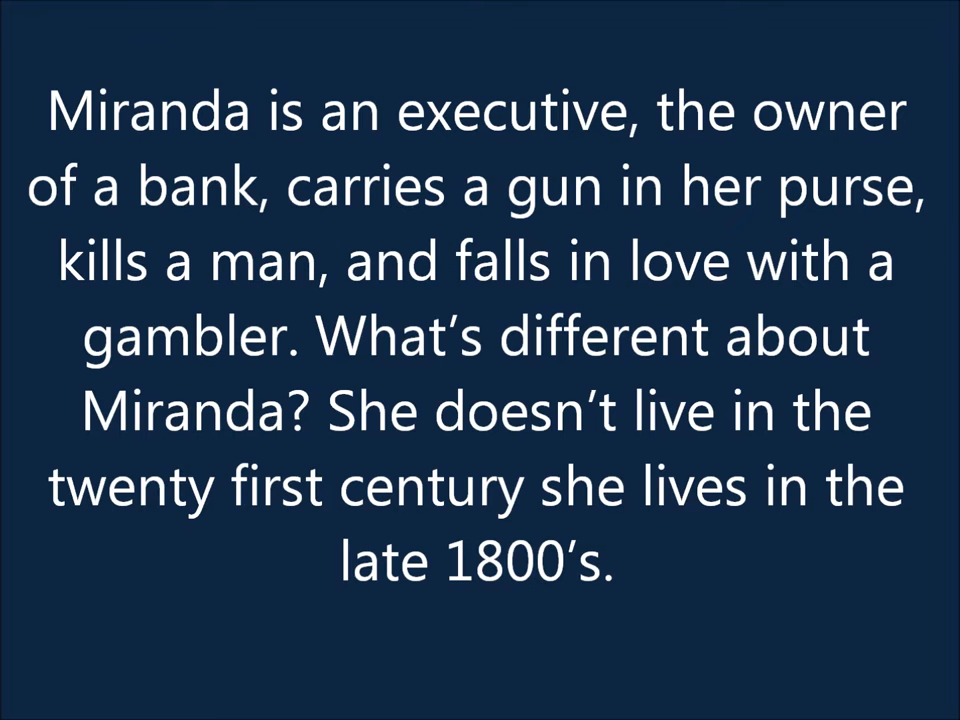 Miranda is an executive, the owner
of a bank, carries a gun in her purse,
kills a man, and falls in love with a
gambler. What's different about
Miranda? She doesn't live in the
twenty first century she lives in the
late 1800's.